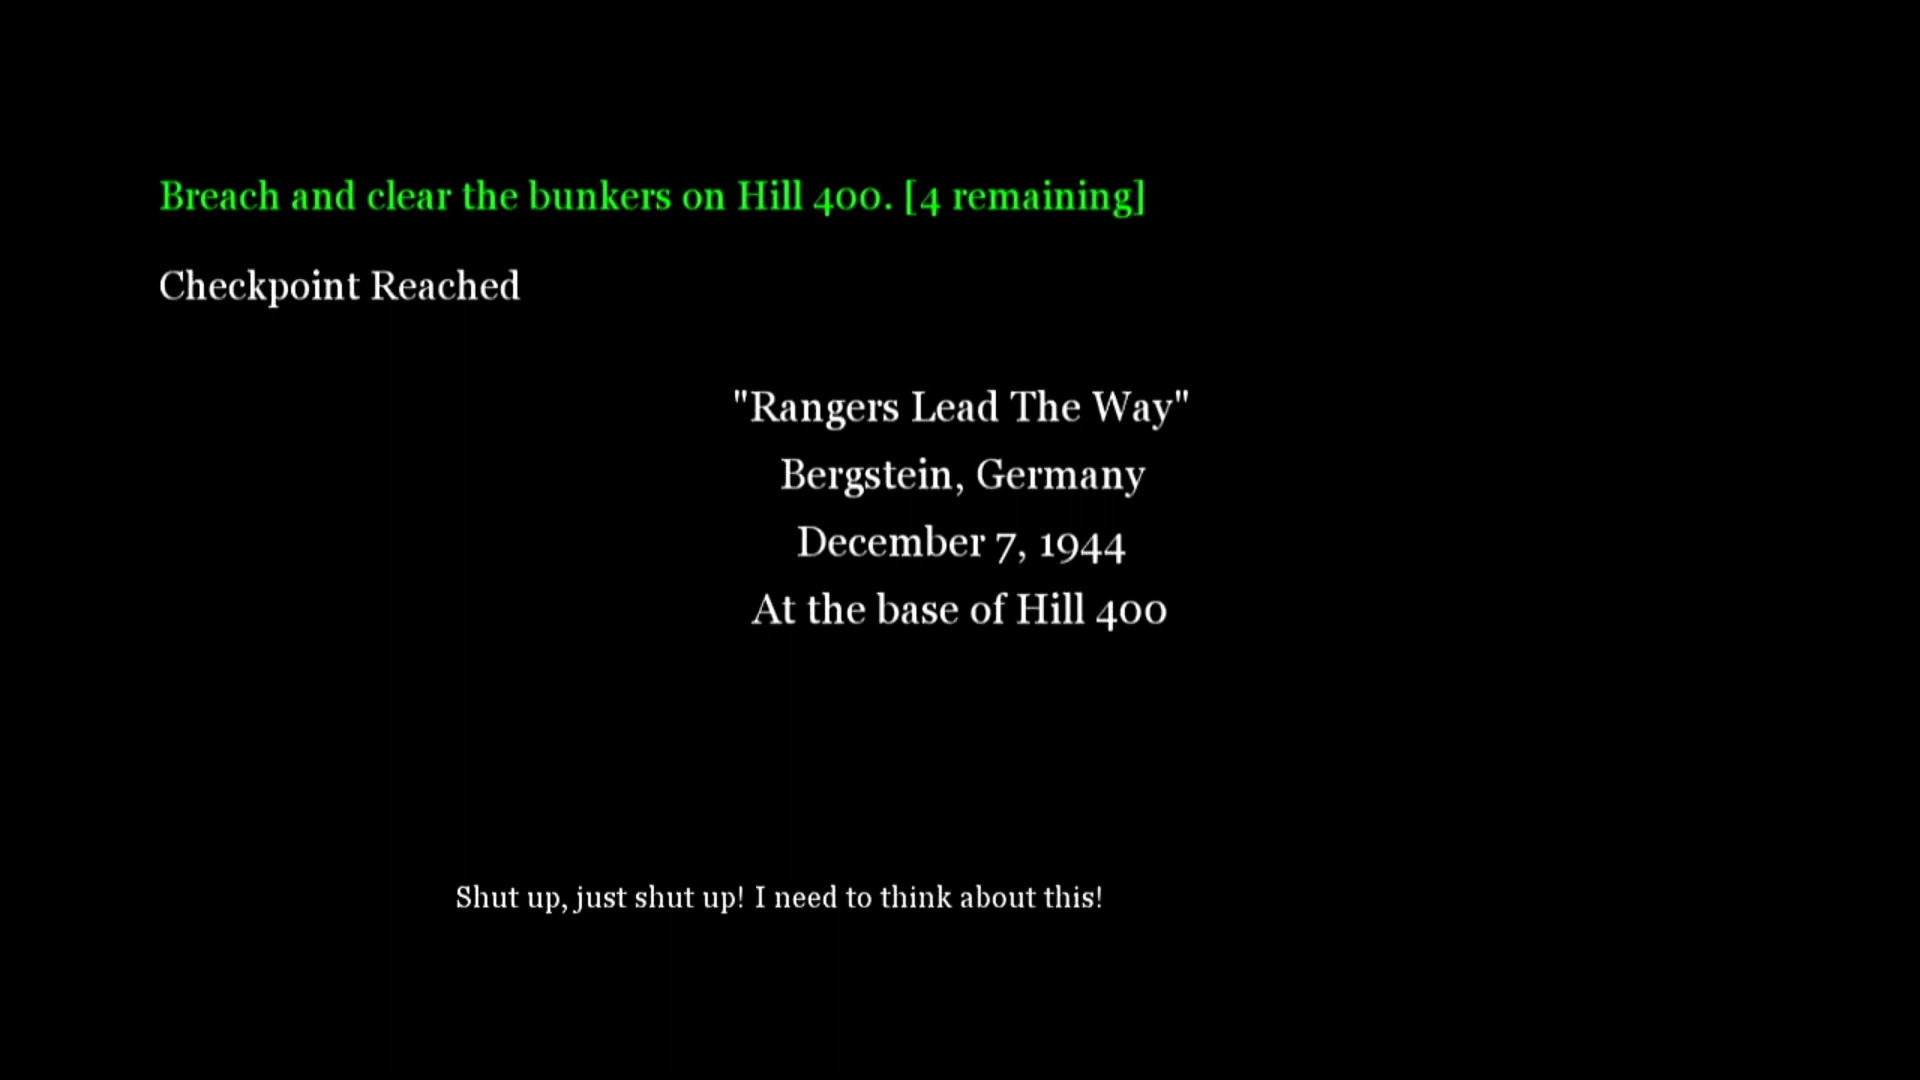 Breach and clear the bunkers on Hill 400. [4 remaining]
Checkpoint Reached
"Rangers Lead The Way"
Bergstein, Germany
December 7, 1944
At the base of Hill 400
Shut up, just shut up! I need to think about this!